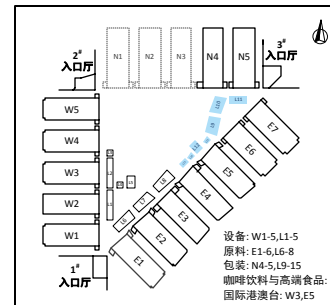 2#
入口厅
N1
N2
N3
N4
N5
3#
入口厅
L10
L11
L9
W5
W4
W3
W2
W1
L3
L2
L4
L5
L1
L12
L6
L7
L8
E7
E6
E5
E4
E3
E2
E1
1#
入口厅
设备: W1-5,L1-5
原料: E1-6,L6-8
包装: N4-5,L9-15
咖啡饮料与高端食品:
国际港澳台: W3,E5